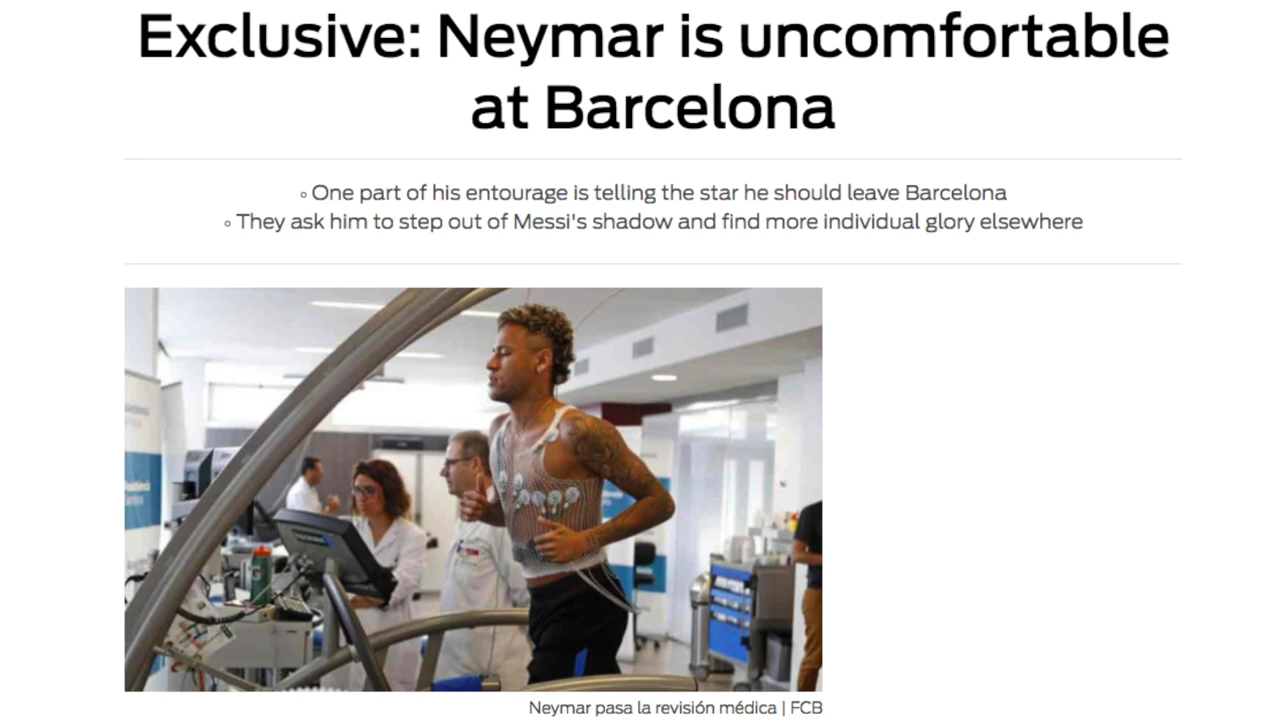 Exclusive: Neymar is uncomfortable
at Barcelona
◦ One part of his entourage is telling the star he should leave Barcelona
◦ They ask him to step out of Messi's shadow and find more individual glory elsewhere
Neymar pasa la revisión médica | FCB